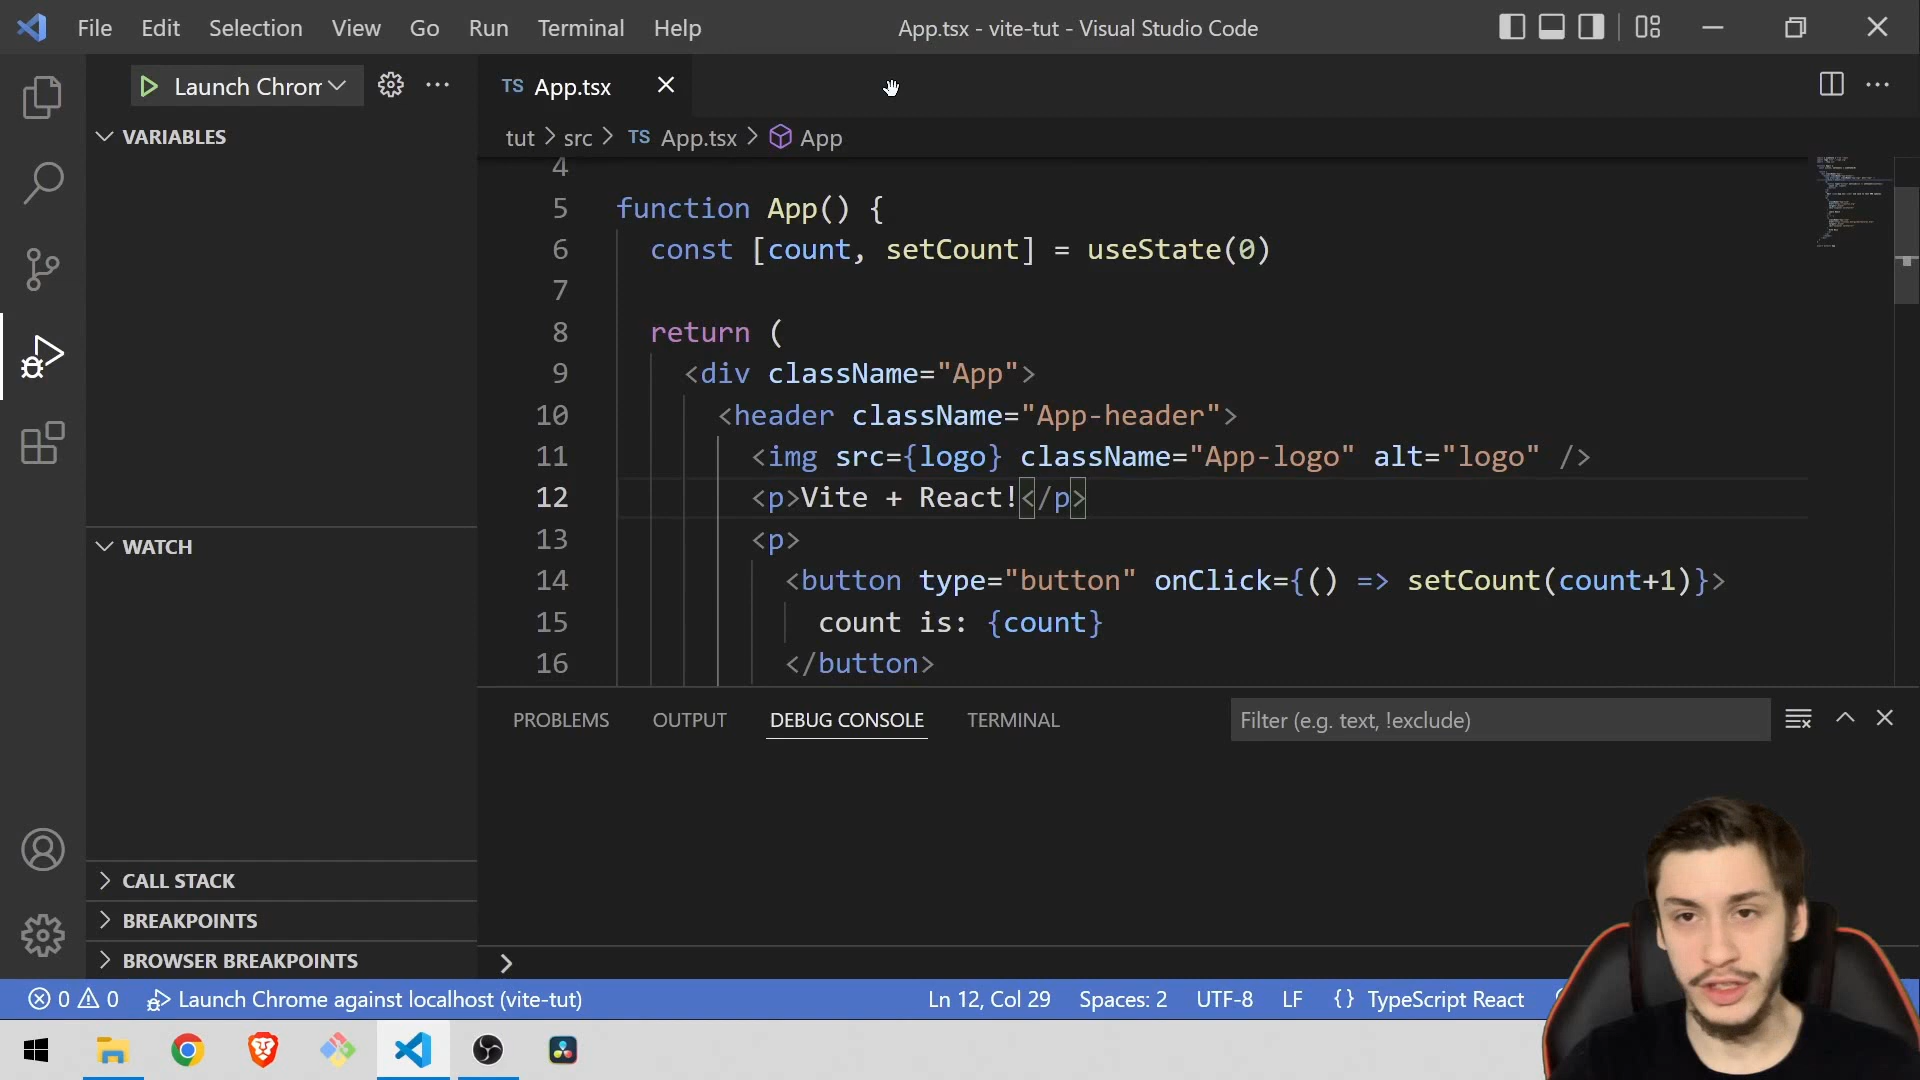 File Edit Selection View Go Run Terminal Help
App.tsx - vite-tut - Visual Studio Code
Launch Chrom
TS App.tsx
VARIABLES
tut > src > TS App.tsx > App
4
5 function App() {
6 const [count, setCount] = useState(0)
7
8 return (
9 <div className="App">
10 <header className="App-header">
11 <img src={logo} className="App-logo" alt="logo" />
12 <p>Vite + React!</p>
13 <p>
14 <button type="button" onClick={() => setCount(count+1)}>
15 count is: {count}
16 </button>
WATCH
CALL STACK
BREAKPOINTS
BROWSER BREAKPOINTS
PROBLEMS OUTPUT DEBUG CONSOLE TERMINAL
Filter (e.g. text, !exclude)
0 0 Launch Chrome against localhost (vite-tut)
Ln 12, Col 29 Spaces: 2 UTF-8 LF {} TypeScript React